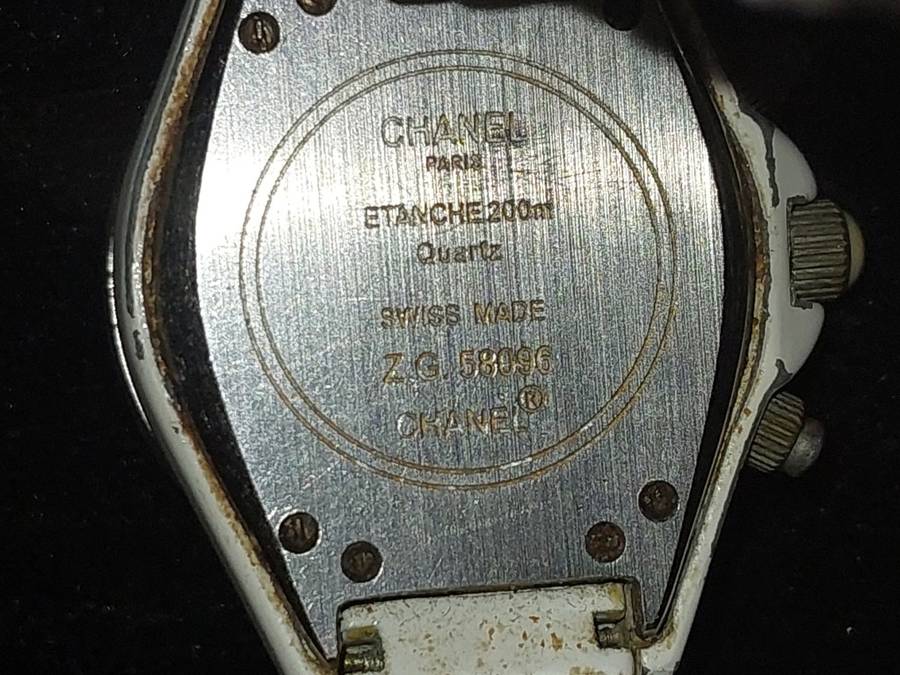 CHANEL
PARIS
ETANCHE 200m
Quartz
SWISS MADE
Z.G. 58096
CHANEL®